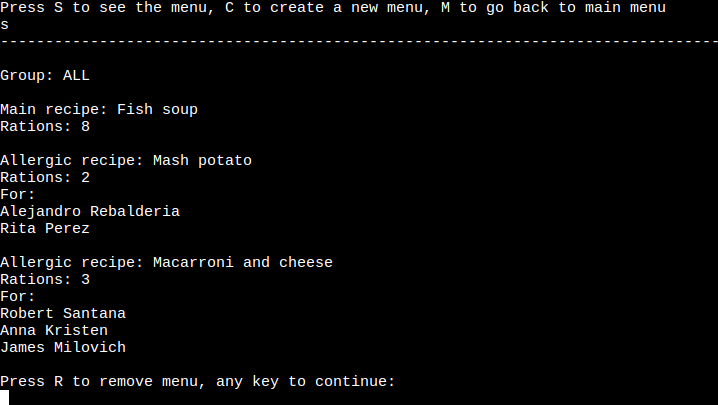 Press S to see the menu, C to create a new menu, M to go back to main menu
s
--------------------------------------------------------------------------------
Group: ALL
Main recipe: Fish soup
Rations: 8
Allergic recipe: Mash potato
Rations: 2
For:
Alejandro Rebalderia
Rita Perez
Allergic recipe: Macarroni and cheese
Rations: 3
For:
Robert Santana
Anna Kristen
James Milovich
Press R to remove menu, any key to continue: